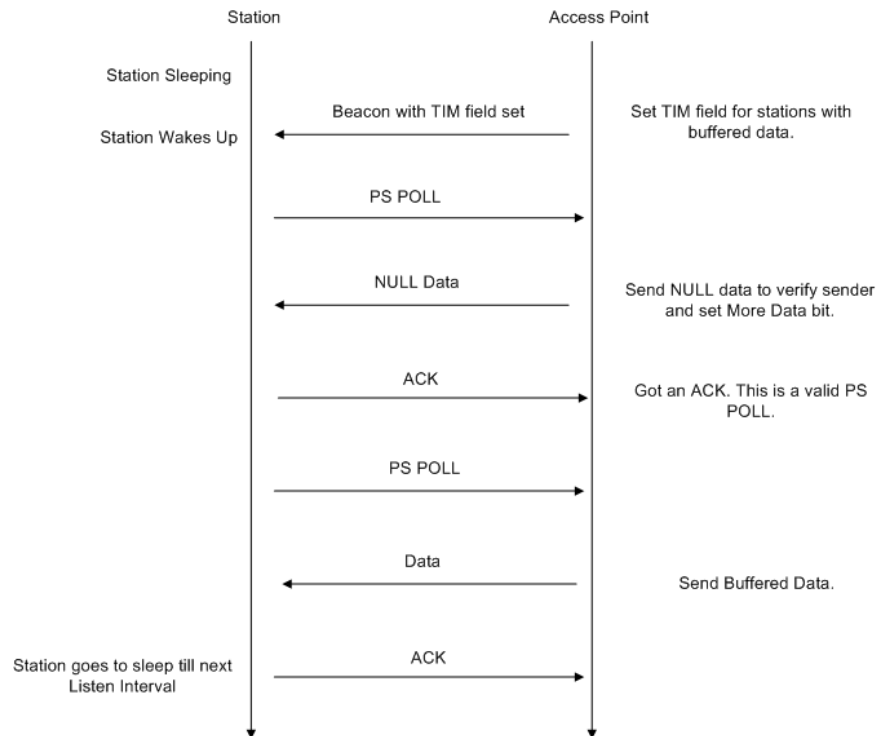 Station
Access Point
Station Sleeping
Beacon with TIM field set
Set TIM field for stations with
buffered data.
Station Wakes Up
PS POLL
NULL Data
Send NULL data to verify sender
and set More Data bit.
ACK
Got an ACK. This is a valid PS
POLL.
PS POLL
Data
Send Buffered Data.
ACK
Station goes to sleep till next
Listen Interval